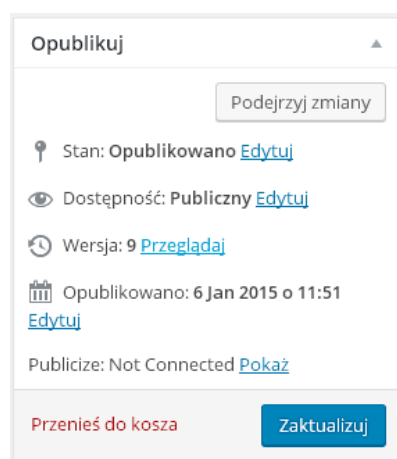 Opublikuj
Podejrzyj zmiany
Stan: Opublikowano Edytuj
Dostępność: Publiczny Edytuj
Wersja: 9 Przeglądaj
Opublikowano: 6 Jan 2015 o 11:51
Edytuj
Publicize: Not Connected Pokaż
Przenieś do kosza
Zaktualizuj